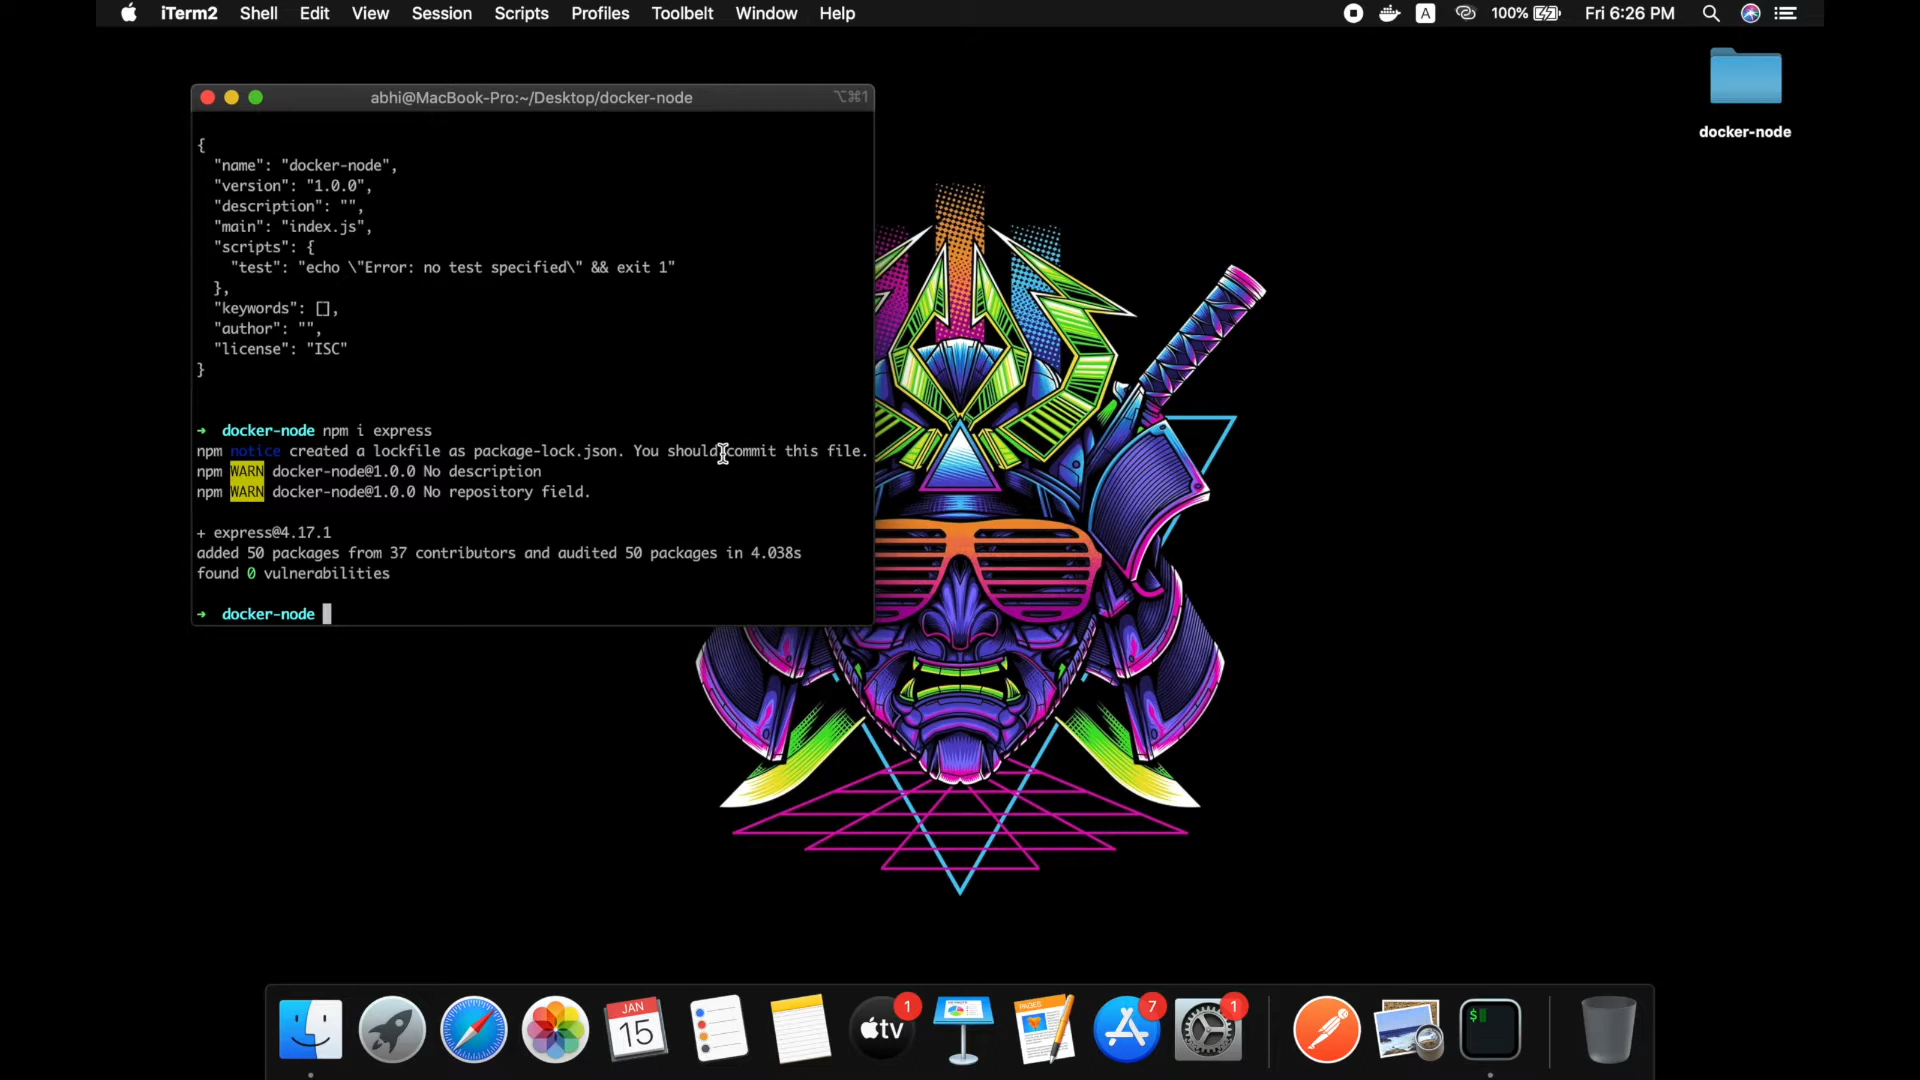 iTerm2 Shell Edit View Session Scripts Profiles Toolbelt Window Help
A 100% Fri 6:26 PM
docker-node
abhi@MacBook-Pro:~/Desktop/docker-node ⌥⌘1
{
"name": "docker-node",
"version": "1.0.0",
"description": "",
"main": "index.js",
"scripts": {
"test": "echo \"Error: no test specified\" && exit 1"
},
"keywords": [],
"author": "",
"license": "ISC"
}
→ docker-node npm i express
npm notice created a lockfile as package-lock.json. You should commit this file.
npm WARN docker-node@1.0.0 No description
npm WARN docker-node@1.0.0 No repository field.
+ express@4.17.1
added 50 packages from 37 contributors and audited 50 packages in 4.038s
found 0 vulnerabilities
→ docker-node
JAN
15
tv
1
PAGES
7
1
$